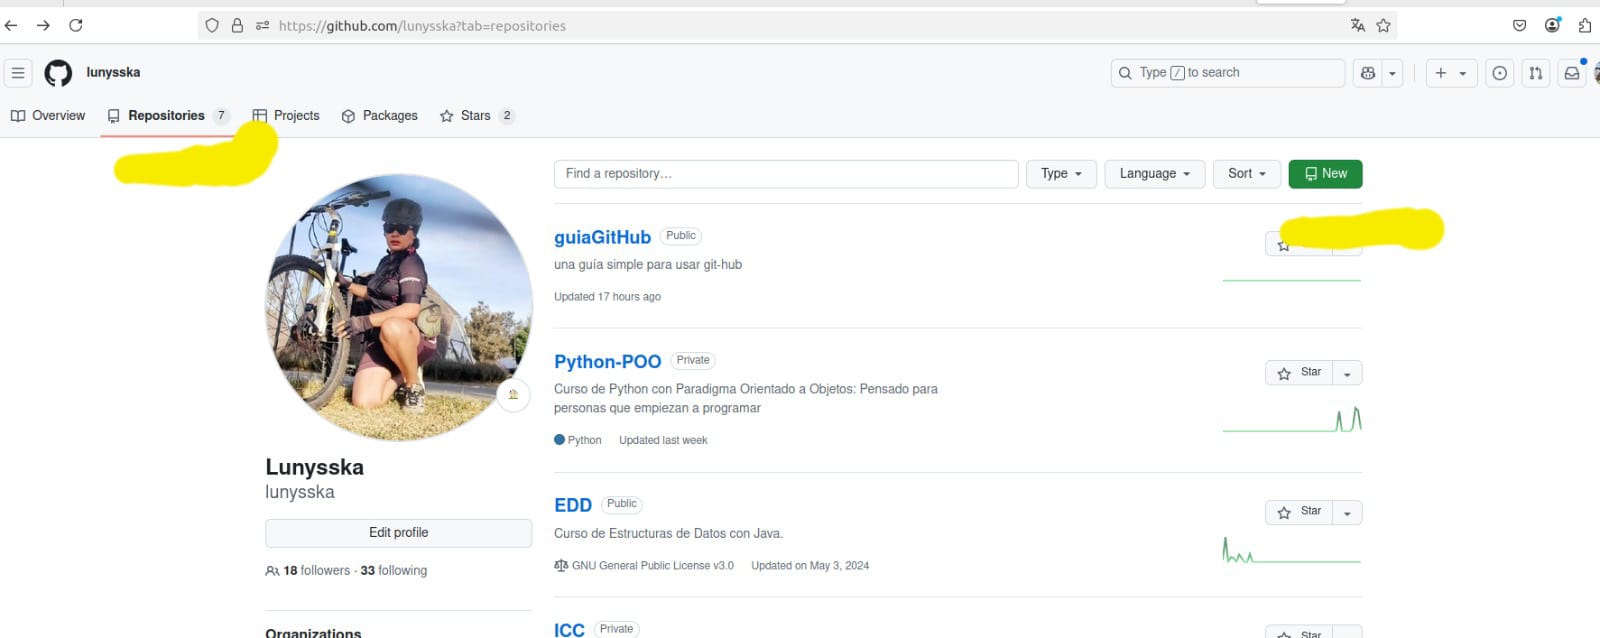 https://github.com/lunysska?tab=repositories
lunysska
Type / to search
Overview
Repositories 7
Projects
Packages
Stars 2
Find a repository…
Type
Language
Sort
New
guiaGitHub Public
una guía simple para usar git-hub
Updated 17 hours ago
Python-POO Private
Star
Curso de Python con Paradigma Orientado a Objetos: Pensado para
personas que empiezan a programar
Python Updated last week
Lunysska
lunysska
Edit profile
18 followers · 33 following
Organizations
EDD Public
Star
Curso de Estructuras de Datos con Java.
GNU General Public License v3.0 Updated on May 3, 2024
ICC Private
Star